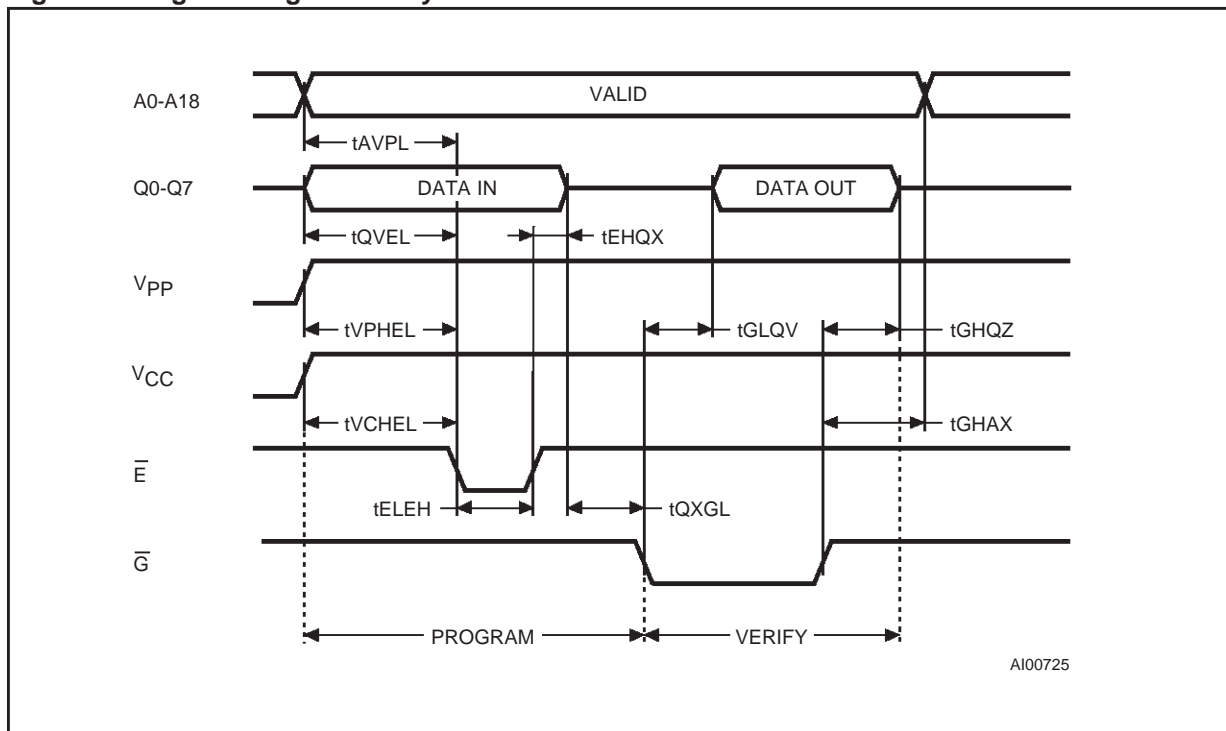 A0-A18
VALID
tAVPL
Q0-Q7
DATA IN
DATA OUT
tQVEL
tEHQX
VPP
tVPHEL
tGLQV
tGHQZ
VCC
tVCHEL
tGHAX
E̅
tELEH
tQXGL
G̅
PROGRAM
VERIFY
AI00725